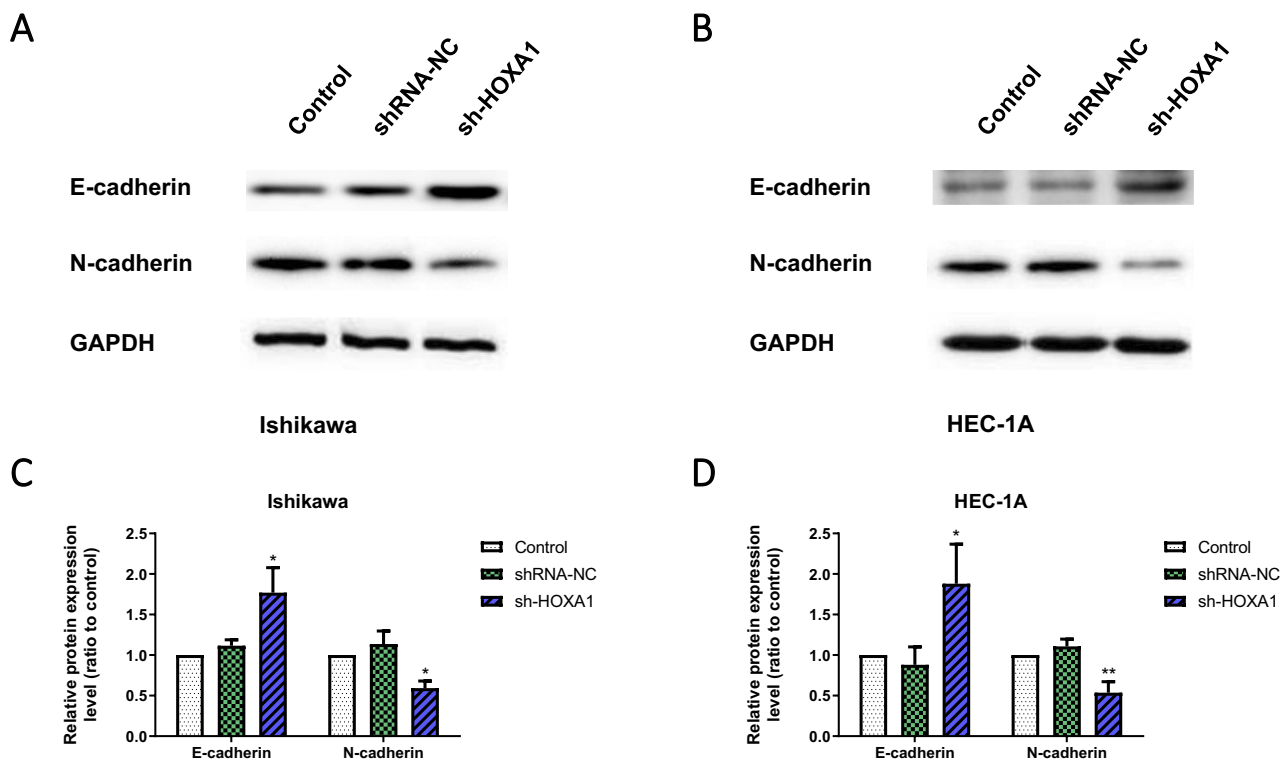 A
Control
shRNA-NC
sh-HOXA1
E-cadherin
N-cadherin
GAPDH
Ishikawa
B
Control
shRNA-NC
sh-HOXA1
E-cadherin
N-cadherin
GAPDH
HEC-1A
C
Ishikawa
Relative protein expression
level (ratio to control)
2.5
2.0
1.5
1.0
0.5
0.0
*
*
E-cadherin
N-cadherin
Control
shRNA-NC
sh-HOXA1
D
HEC-1A
Relative protein expression
level (ratio to control)
2.5
2.0
1.5
1.0
0.5
0.0
*
**
E-cadherin
N-cadherin
Control
shRNA-NC
sh-HOXA1